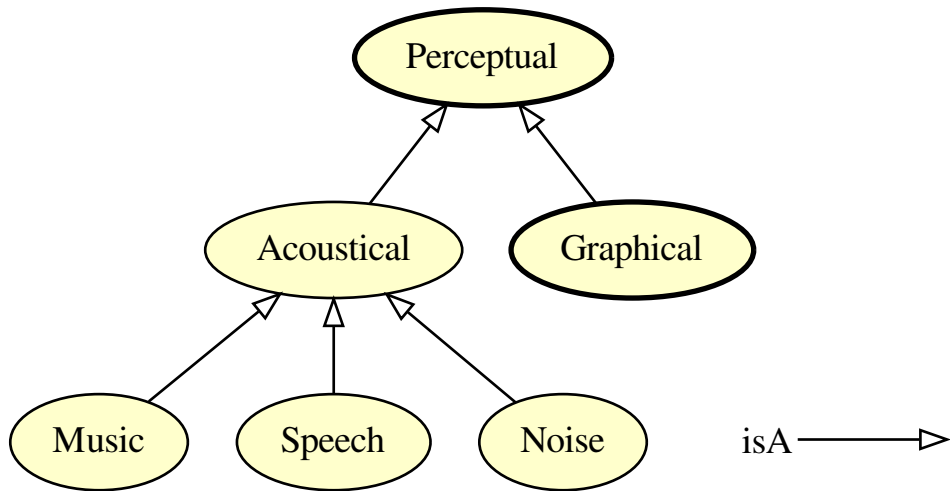 Perceptual
Acoustical
Graphical
Music
Speech
Noise
isA